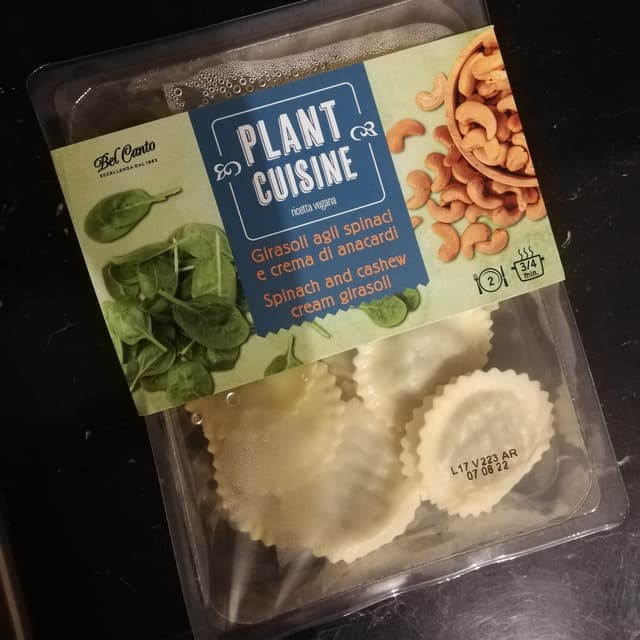 Bel Canto
ECCELLENZA DAL 1983
PLANT
CUISINE
ricetta vegana
Girasoli agli spinaci
e crema di anacardi
Spinach and cashew
cream girasoli
2
3/4
min.
L17 V223 AR
07 08 22